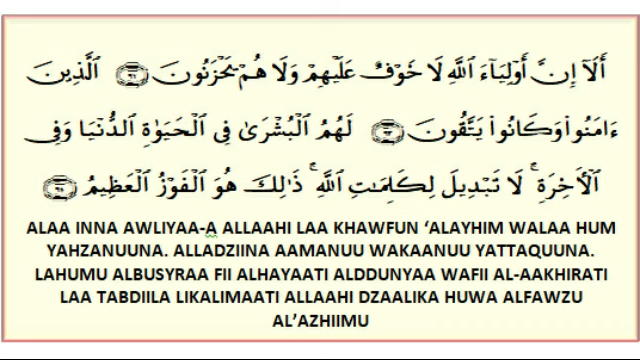 أَلَآ إِنَّ أَوْلِيَآءَ ٱللَّهِ لَا خَوْفٌ عَلَيْهِمْ وَلَا هُمْ يَحْزَنُونَ ﴿٦٢﴾ ٱلَّذِينَ
ءَامَنُوا۟ وَكَانُوا۟ يَتَّقُونَ ﴿٦٣﴾ لَهُمُ ٱلْبُشْرَىٰ فِى ٱلْحَيَوٰةِ ٱلدُّنْيَا وَفِى
ٱلْأَخِرَةِ ۚ لَا تَبْدِيلَ لِكَلِمَـٰتِ ٱللَّهِ ۚ ذَٰلِكَ هُوَ ٱلْفَوْزُ ٱلْعَظِيمُ ﴿٦٤﴾
ALAA INNA AWLIYAA-A ALLAAHI LAA KHAWFUN ‘ALAYHIM WALAA HUM
YAHZANUUNA. ALLADZIINA AAMANUU WAKAANUU YATTAQUUNA.
LAHUMU ALBUSYRAA FII ALHAYAATI ALDDUNYAA WAFII AL-AAKHIRATI
LAA TABDIILA LIKALIMAATI ALLAAHI DZAALIKA HUWA ALFAWZU
AL’AZHIIMU